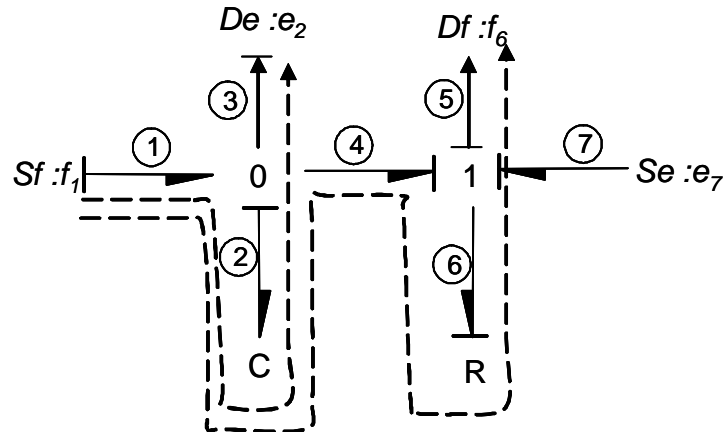 De :e₂ Df :f₆
③ ⑤
① ④ ⑦
Sf :f₁ 0 1 Se :e₇
② ⑥
C R